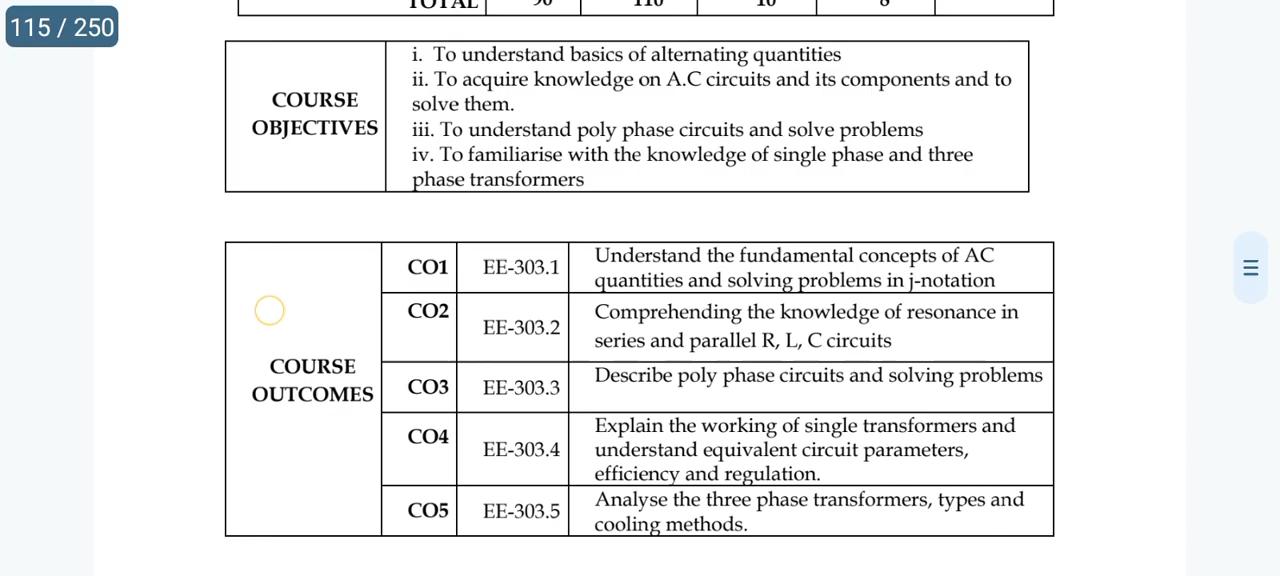 115 / 250
TOTAL 90 110 10 8
COURSE
OBJECTIVES
i. To understand basics of alternating quantities
ii. To acquire knowledge on A.C circuits and its components and to
solve them.
iii. To understand poly phase circuits and solve problems
iv. To familiarise with the knowledge of single phase and three
phase transformers
COURSE
OUTCOMES
CO1 EE-303.1 Understand the fundamental concepts of AC
quantities and solving problems in j-notation
CO2 EE-303.2 Comprehending the knowledge of resonance in
series and parallel R, L, C circuits
CO3 EE-303.3 Describe poly phase circuits and solving problems
CO4 EE-303.4 Explain the working of single transformers and
understand equivalent circuit parameters,
efficiency and regulation.
CO5 EE-303.5 Analyse the three phase transformers, types and
cooling methods.